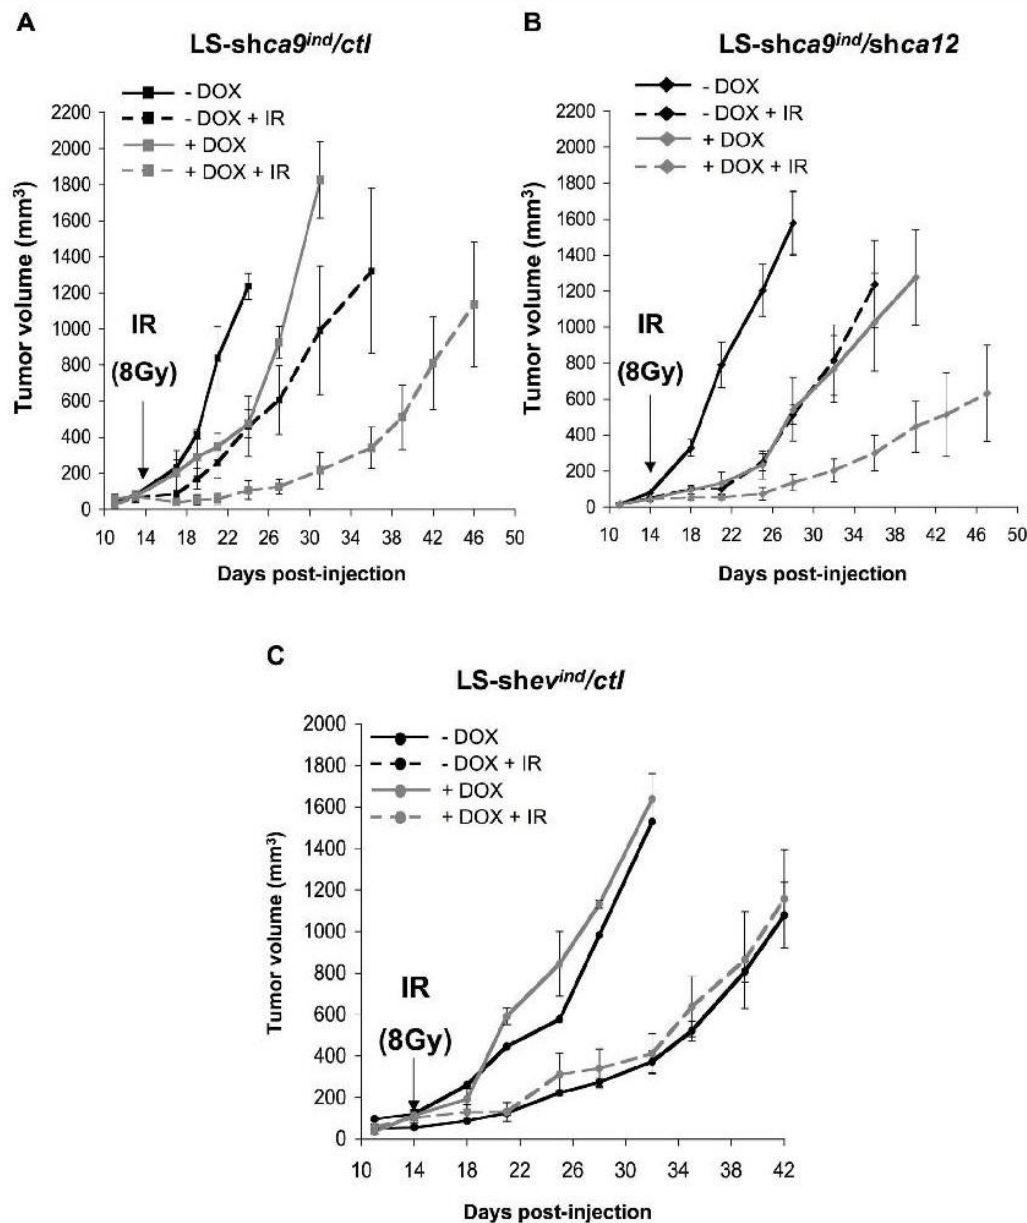 A
LS-shca9ind/ctl
- DOX
- DOX + IR
+ DOX
+ DOX + IR
2200
2000
1800
1600
1400
1200
1000
800
600
400
200
0
Tumor volume (mm3)
IR
(8Gy)
10 14 18 22 26 30 34 38 42 46 50
Days post-injection
B
LS-shca9ind/shca12
- DOX
- DOX + IR
+ DOX
+ DOX + IR
2200
2000
1800
1600
1400
1200
1000
800
600
400
200
0
Tumor volume (mm3)
IR
(8Gy)
10 14 18 22 26 30 34 38 42 46 50
Days post-injection
C
LS-shevind/ctl
- DOX
- DOX + IR
+ DOX
+ DOX + IR
2000
1800
1600
1400
1200
1000
800
600
400
200
0
Tumor volume (mm3)
IR
(8Gy)
10 14 18 22 26 30 34 38 42
Days post-injection